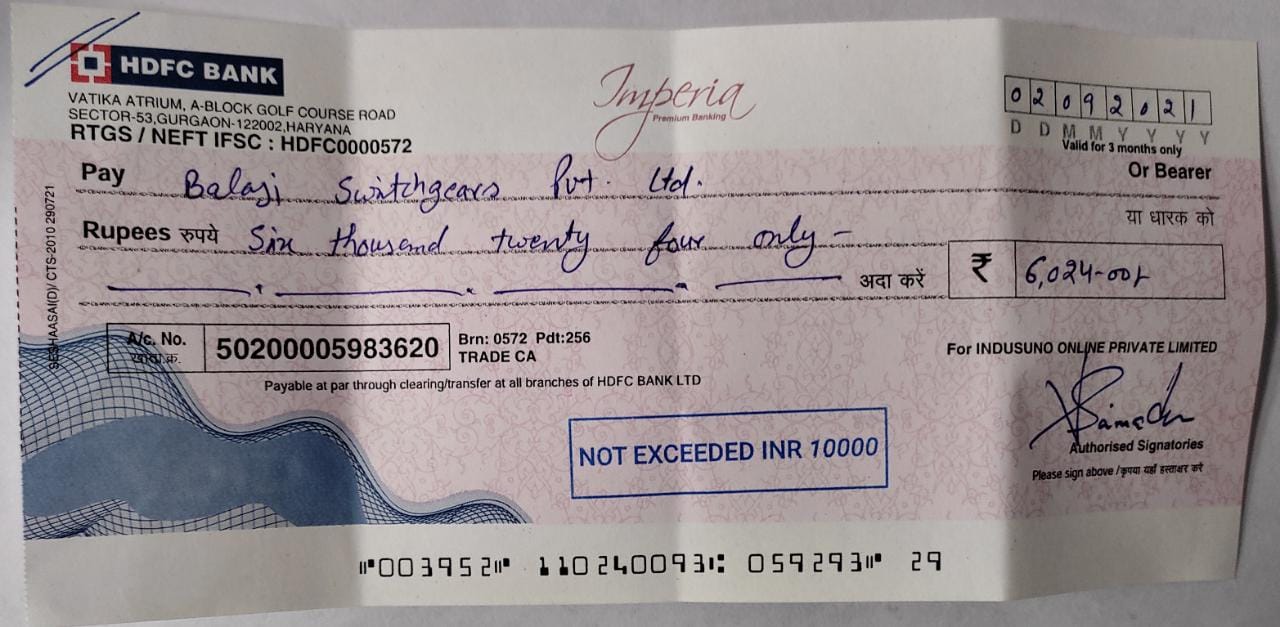 HDFC BANK
VATIKA ATRIUM, A-BLOCK GOLF COURSE ROAD
SECTOR-53,GURGAON-122002,HARYANA
RTGS / NEFT IFSC : HDFC0000572
Imperia
Premium Banking
0 2 0 9 2 0 2 1
D D M M Y Y Y Y
Valid for 3 months only
Pay Balaji Switchgears Pvt. Ltd.
Or Bearer
या धारक को
Rupees रुपये Six thousand twenty four only -
अदा करें ₹ 6,024-00/-
SESHAASAI(D)/ CTS-2010 290721
A/c. No. 50200005983620 Brn: 0572 Pdt:256
TRADE CA
Payable at par through clearing/transfer at all branches of HDFC BANK LTD
For INDUSUNO ONLINE PRIVATE LIMITED
NOT EXCEEDED INR 10000
Authorised Signatories
Please sign above /कृपया यहाँ हस्ताक्षर करें
⑈003952⑈ 110240093⑆ 059293⑈ 29